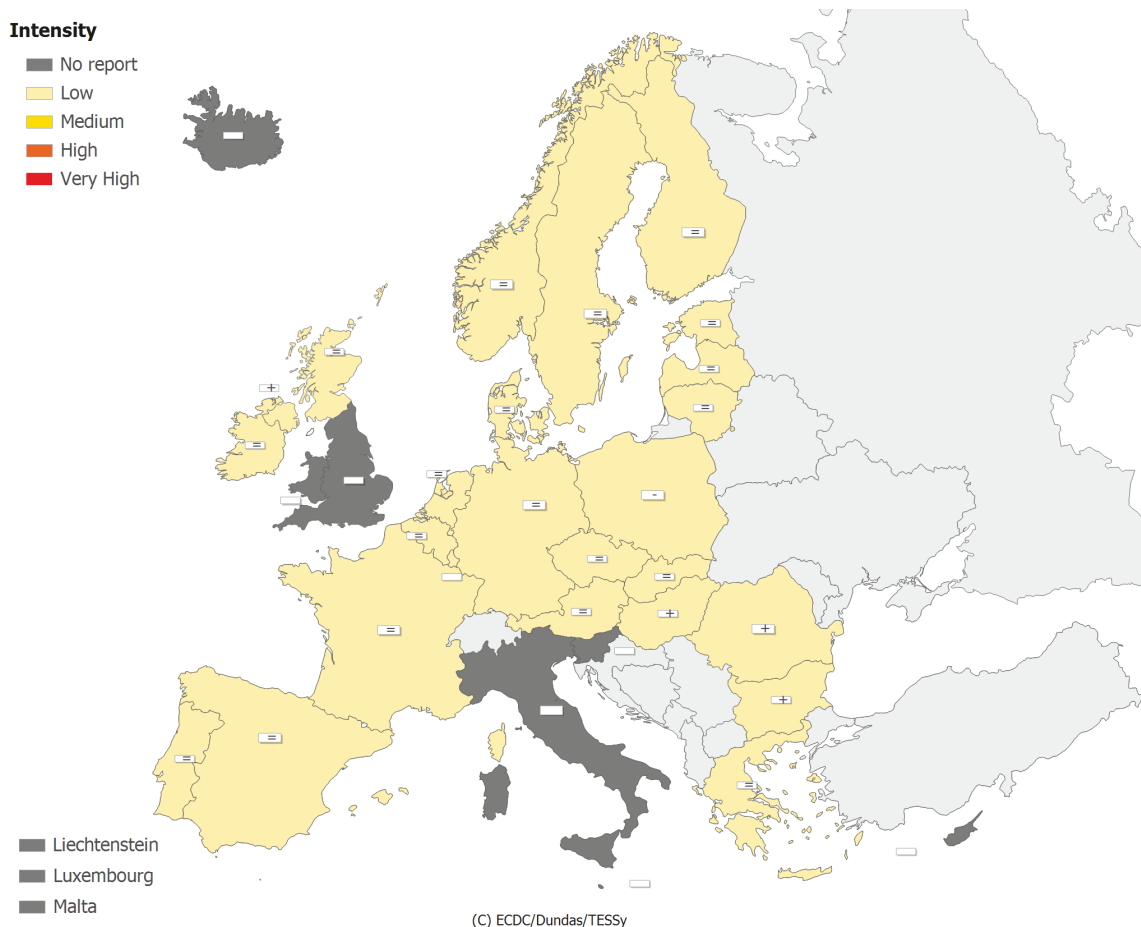 Intensity
No report
Low
Medium
High
Very High
=
=
=
=
=
=
+
=
=
=
=
=
-
=
=
=
=
=
+
+
=
+
=
=
=
Liechtenstein
Luxembourg
Malta
(C) ECDC/Dundas/TESSy